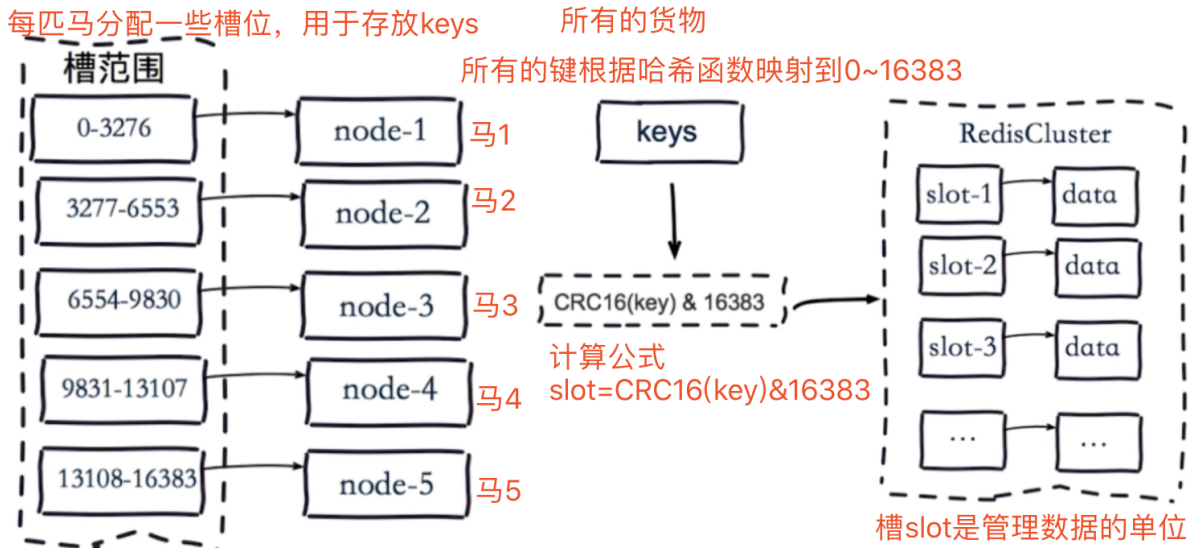 每匹马分配一些槽位，用于存放keys
所有的货物
槽范围
所有的键根据哈希函数映射到0~16383
0-3276
node-1
马1
3277-6553
node-2
马2
6554-9830
node-3
马3
9831-13107
node-4
马4
13108-16383
node-5
马5
keys
CRC16(key) & 16383
计算公式
slot=CRC16(key)&16383
RedisCluster
slot-1
data
slot-2
data
slot-3
data
...
...
槽slot是管理数据的单位